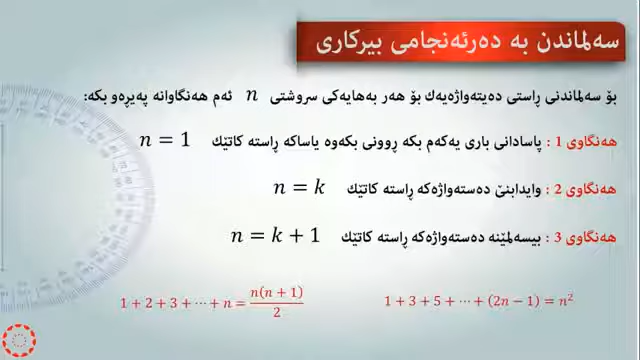 سەلماندن بە دەرئەنجامی بیرکاری
بۆ سەلماندنی ڕاستی دەیتەواژەیەك بۆ هەر بەهایەکی سروشتی n ئەم هەنگاوانە پەیڕەو بکە:
هەنگاوی 1 : پاسادانی باری یەکەم بکە ڕوونی بکەوە یاساکە ڕاستە کاتێك n = 1
هەنگاوی 2 : وایدابنێ دەستەواژەکە ڕاستە کاتێك n = k
هەنگاوی 3 : بیسەلمێنە دەستەواژەکە ڕاستە کاتێك n = k + 1
1 + 2 + 3 + ⋯ + n = n(n + 1)/2
1 + 3 + 5 + ⋯ + (2n − 1) = n²